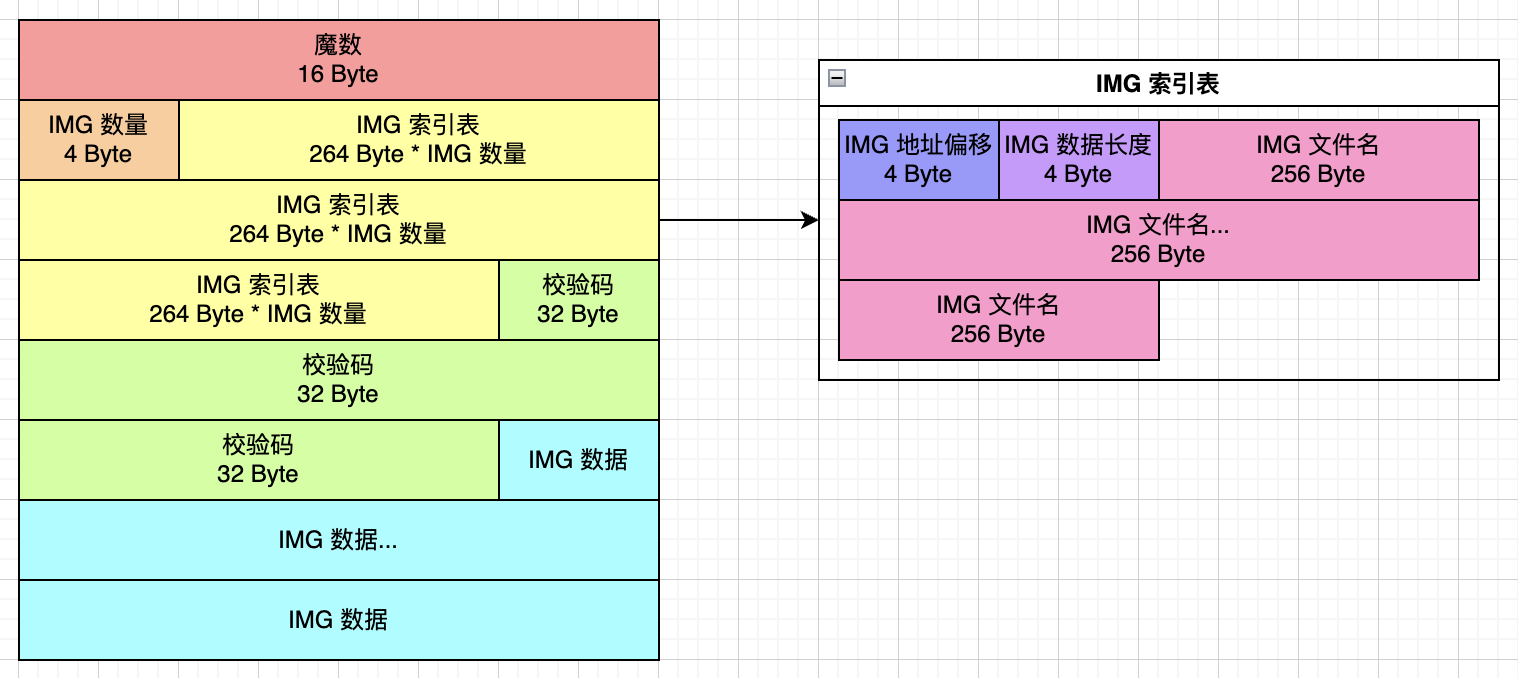 魔数
16 Byte
IMG 数量
4 Byte
IMG 索引表
264 Byte * IMG 数量
IMG 索引表
264 Byte * IMG 数量
IMG 索引表
264 Byte * IMG 数量
校验码
32 Byte
校验码
32 Byte
校验码
32 Byte
IMG 数据
IMG 数据...
IMG 数据
IMG 索引表
IMG 地址偏移
4 Byte
IMG 数据长度
4 Byte
IMG 文件名
256 Byte
IMG 文件名...
256 Byte
IMG 文件名
256 Byte